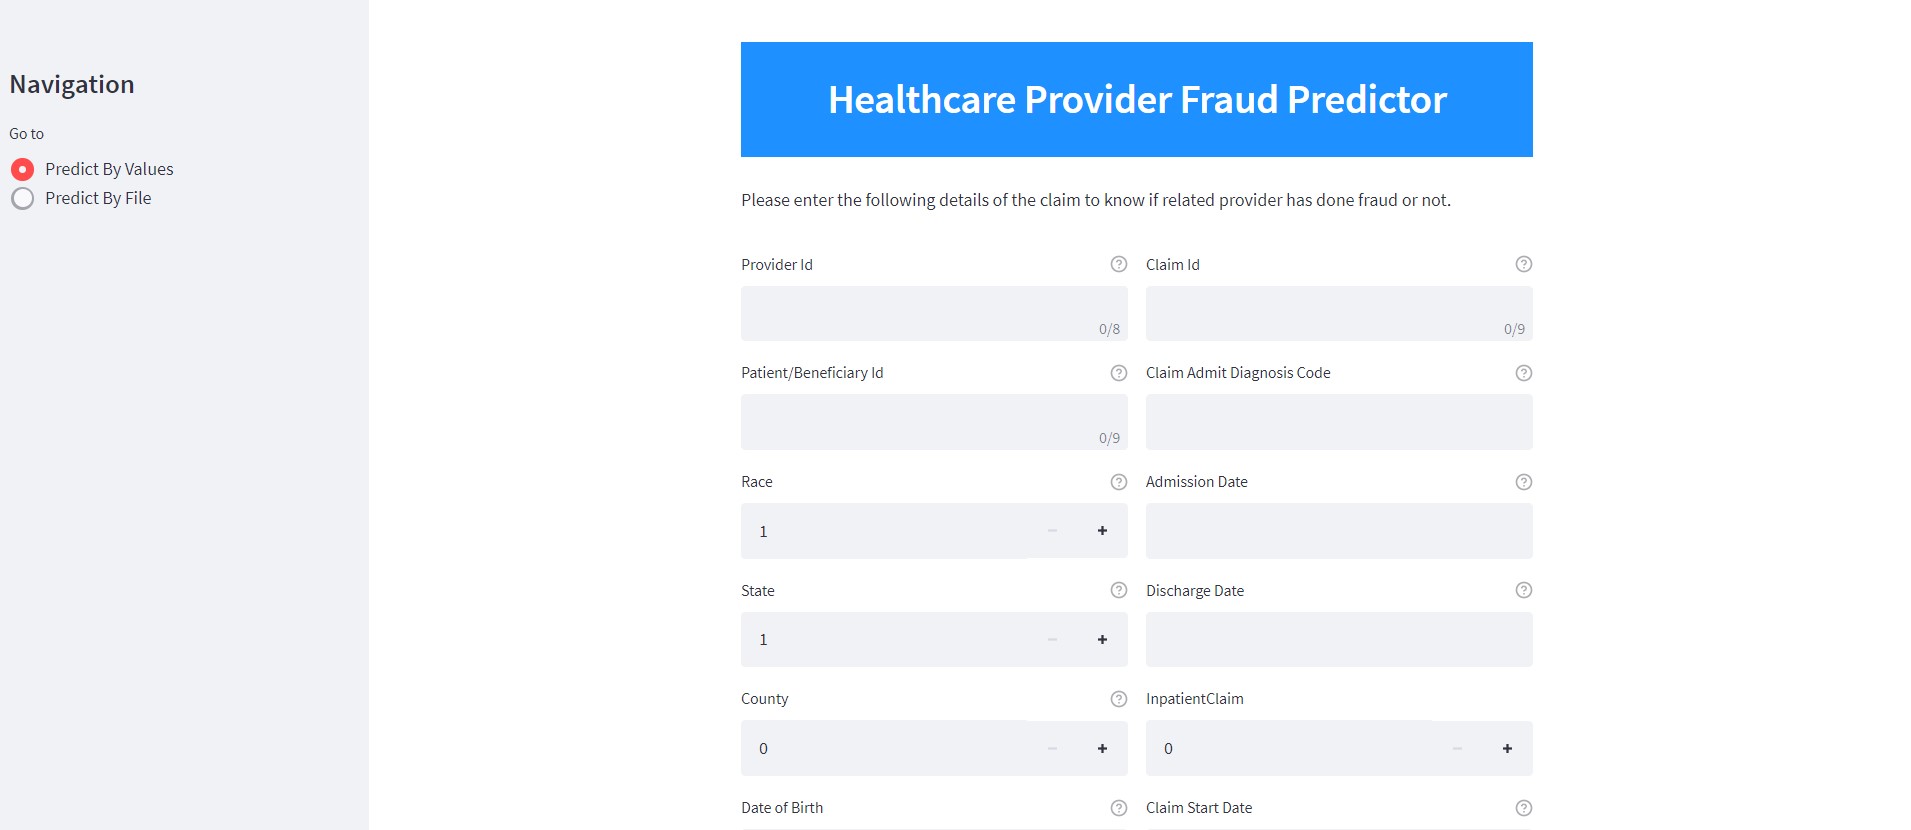 Navigation
Go to
Predict By Values
Predict By File
Healthcare Provider Fraud Predictor
Please enter the following details of the claim to know if related provider has done fraud or not.
Provider Id
Claim Id
0/8
0/9
Patient/Beneficiary Id
Claim Admit Diagnosis Code
0/9
Race
Admission Date
1
State
Discharge Date
1
County
InpatientClaim
0
0
Date of Birth
Claim Start Date